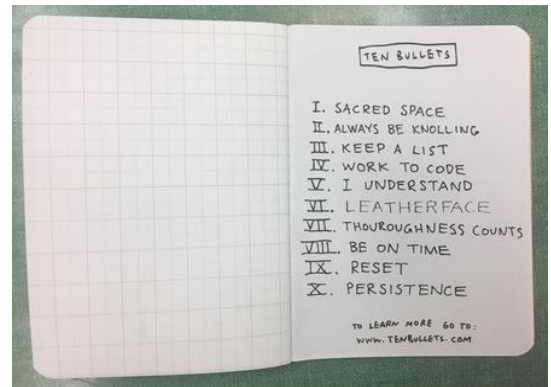 TEN BULLETS
I. SACRED SPACE
II. ALWAYS BE KNOLLING
III. KEEP A LIST
IV. WORK TO CODE
V. I UNDERSTAND
VI. LEATHERFACE
VII. THOUROUGHNESS COUNTS
VIII. BE ON TIME
IX. RESET
X. PERSISTENCE
TO LEARN MORE GO TO:
WWW.TENBULLETS.COM